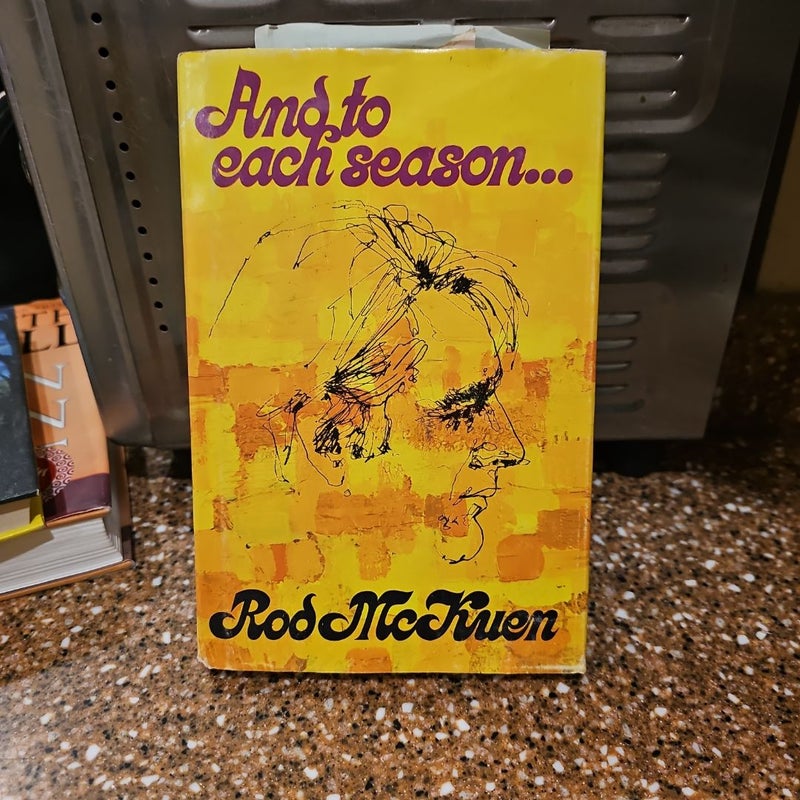 And to
each season...
Rod McKuen